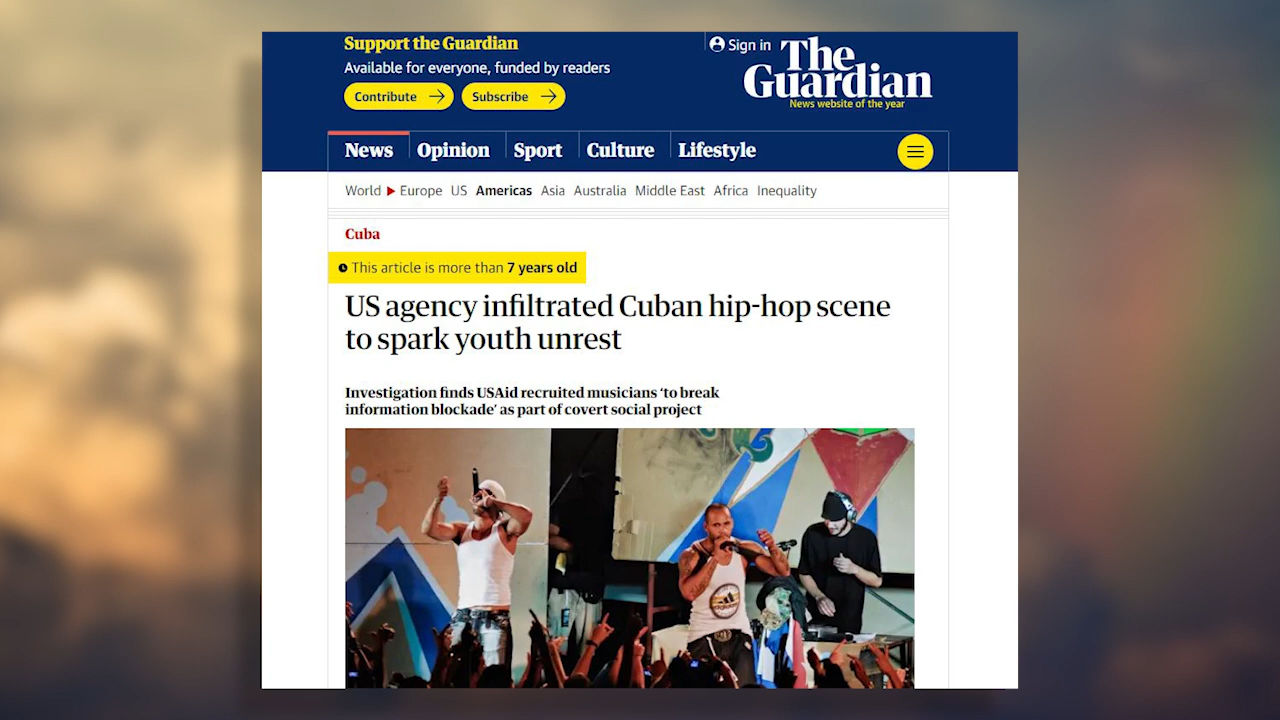 Support the Guardian
Available for everyone, funded by readers
Contribute
Subscribe
Sign in
The
Guardian
News website of the year
News
Opinion
Sport
Culture
Lifestyle
World
Europe
US
Americas
Asia
Australia
Middle East
Africa
Inequality
Cuba
This article is more than 7 years old
US agency infiltrated Cuban hip-hop scene
to spark youth unrest
Investigation finds USAid recruited musicians ‘to break
information blockade’ as part of covert social project